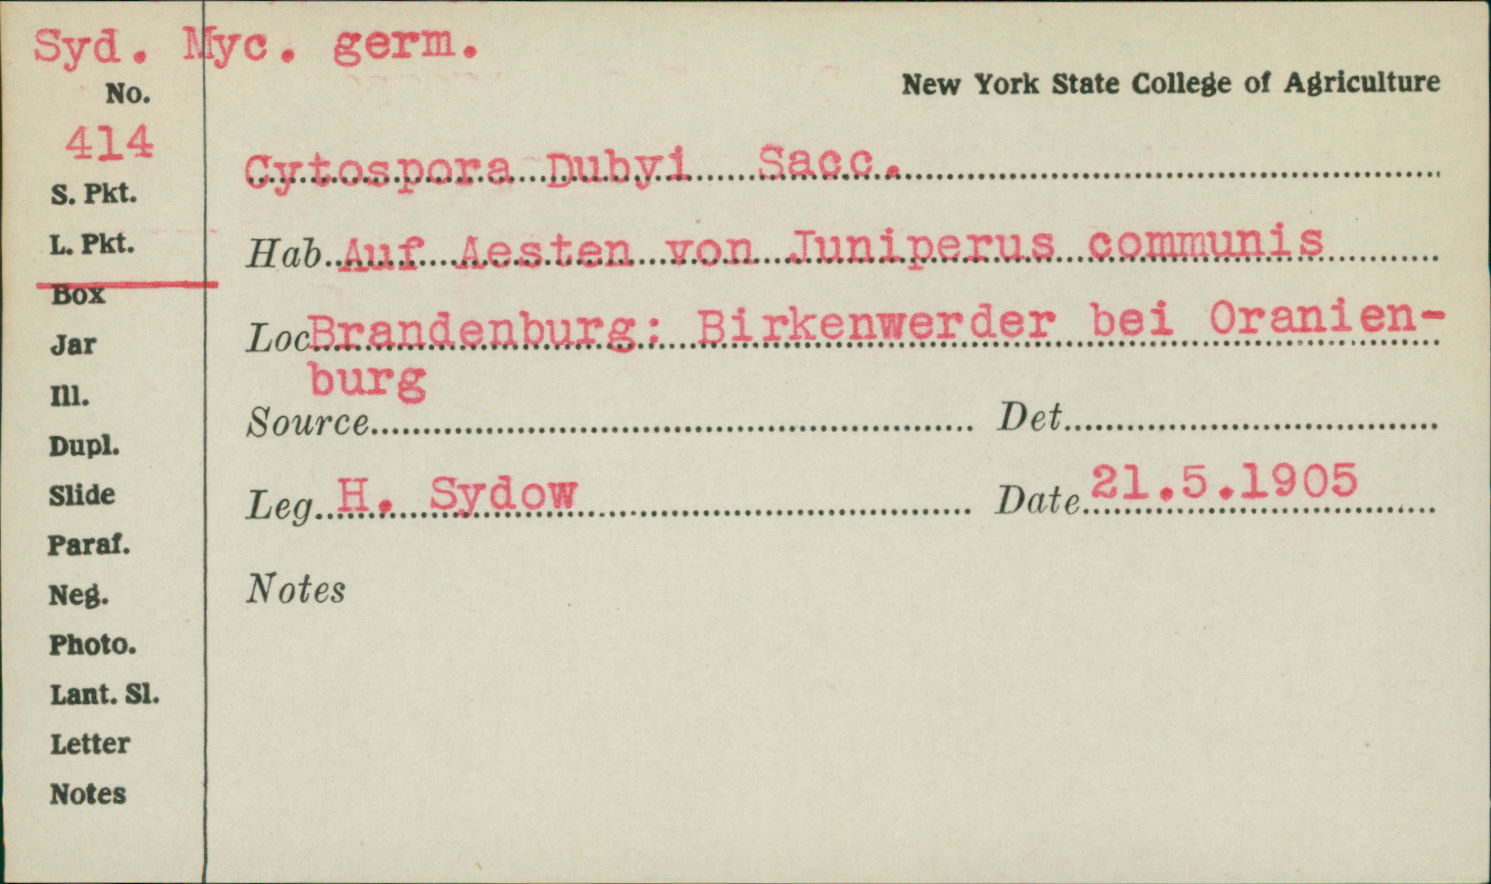 Syd. Myc. germ.
No.
New York State College of Agriculture
414
Cytospora Dubyi Sacc.
S. Pkt.
L. Pkt.
Hab. Auf Aesten von Juniperus communis
Box
Loc Brandenburg: Birkenwerder bei Oranien-
burg
Jar
Ill.
Source Det.
Dupl.
Slide
Leg. H. Sydow Date 21.5.1905
Paraf.
Neg.
Notes
Photo.
Lant. Sl.
Letter
Notes